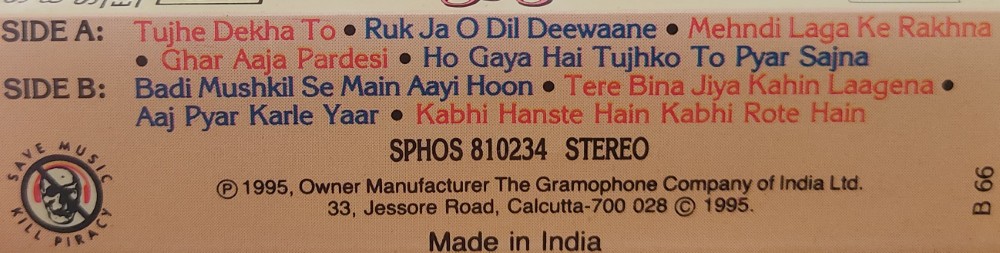 SIDE A: Tujhe Dekha To • Ruk Ja O Dil Deewaane • Mehndi Laga Ke Rakhna
• Ghar Aaja Pardesi • Ho Gaya Hai Tujhko To Pyar Sajna
SIDE B: Badi Mushkil Se Main Aayi Hoon • Tere Bina Jiya Kahin Laagena •
Aaj Pyar Karle Yaar • Kabhi Hanste Hain Kabhi Rote Hain
SPHOS 810234 STEREO
SAVE MUSIC
KILL PIRACY
Ⓟ 1995, Owner Manufacturer The Gramophone Company of India Ltd.
33, Jessore Road, Calcutta-700 028 © 1995.
Made in India
B 66